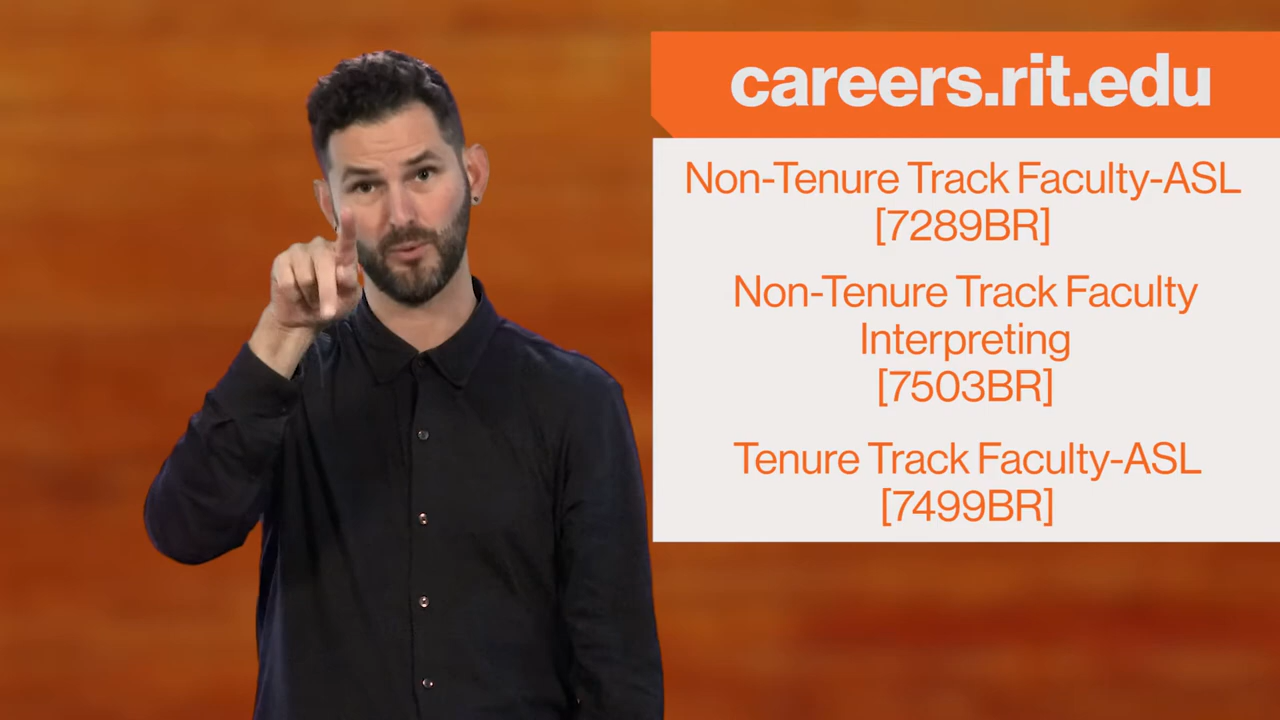 careers.rit.edu
Non-Tenure Track Faculty-ASL
[7289BR]
Non-Tenure Track Faculty
Interpreting
[7503BR]
Tenure Track Faculty-ASL
[7499BR]